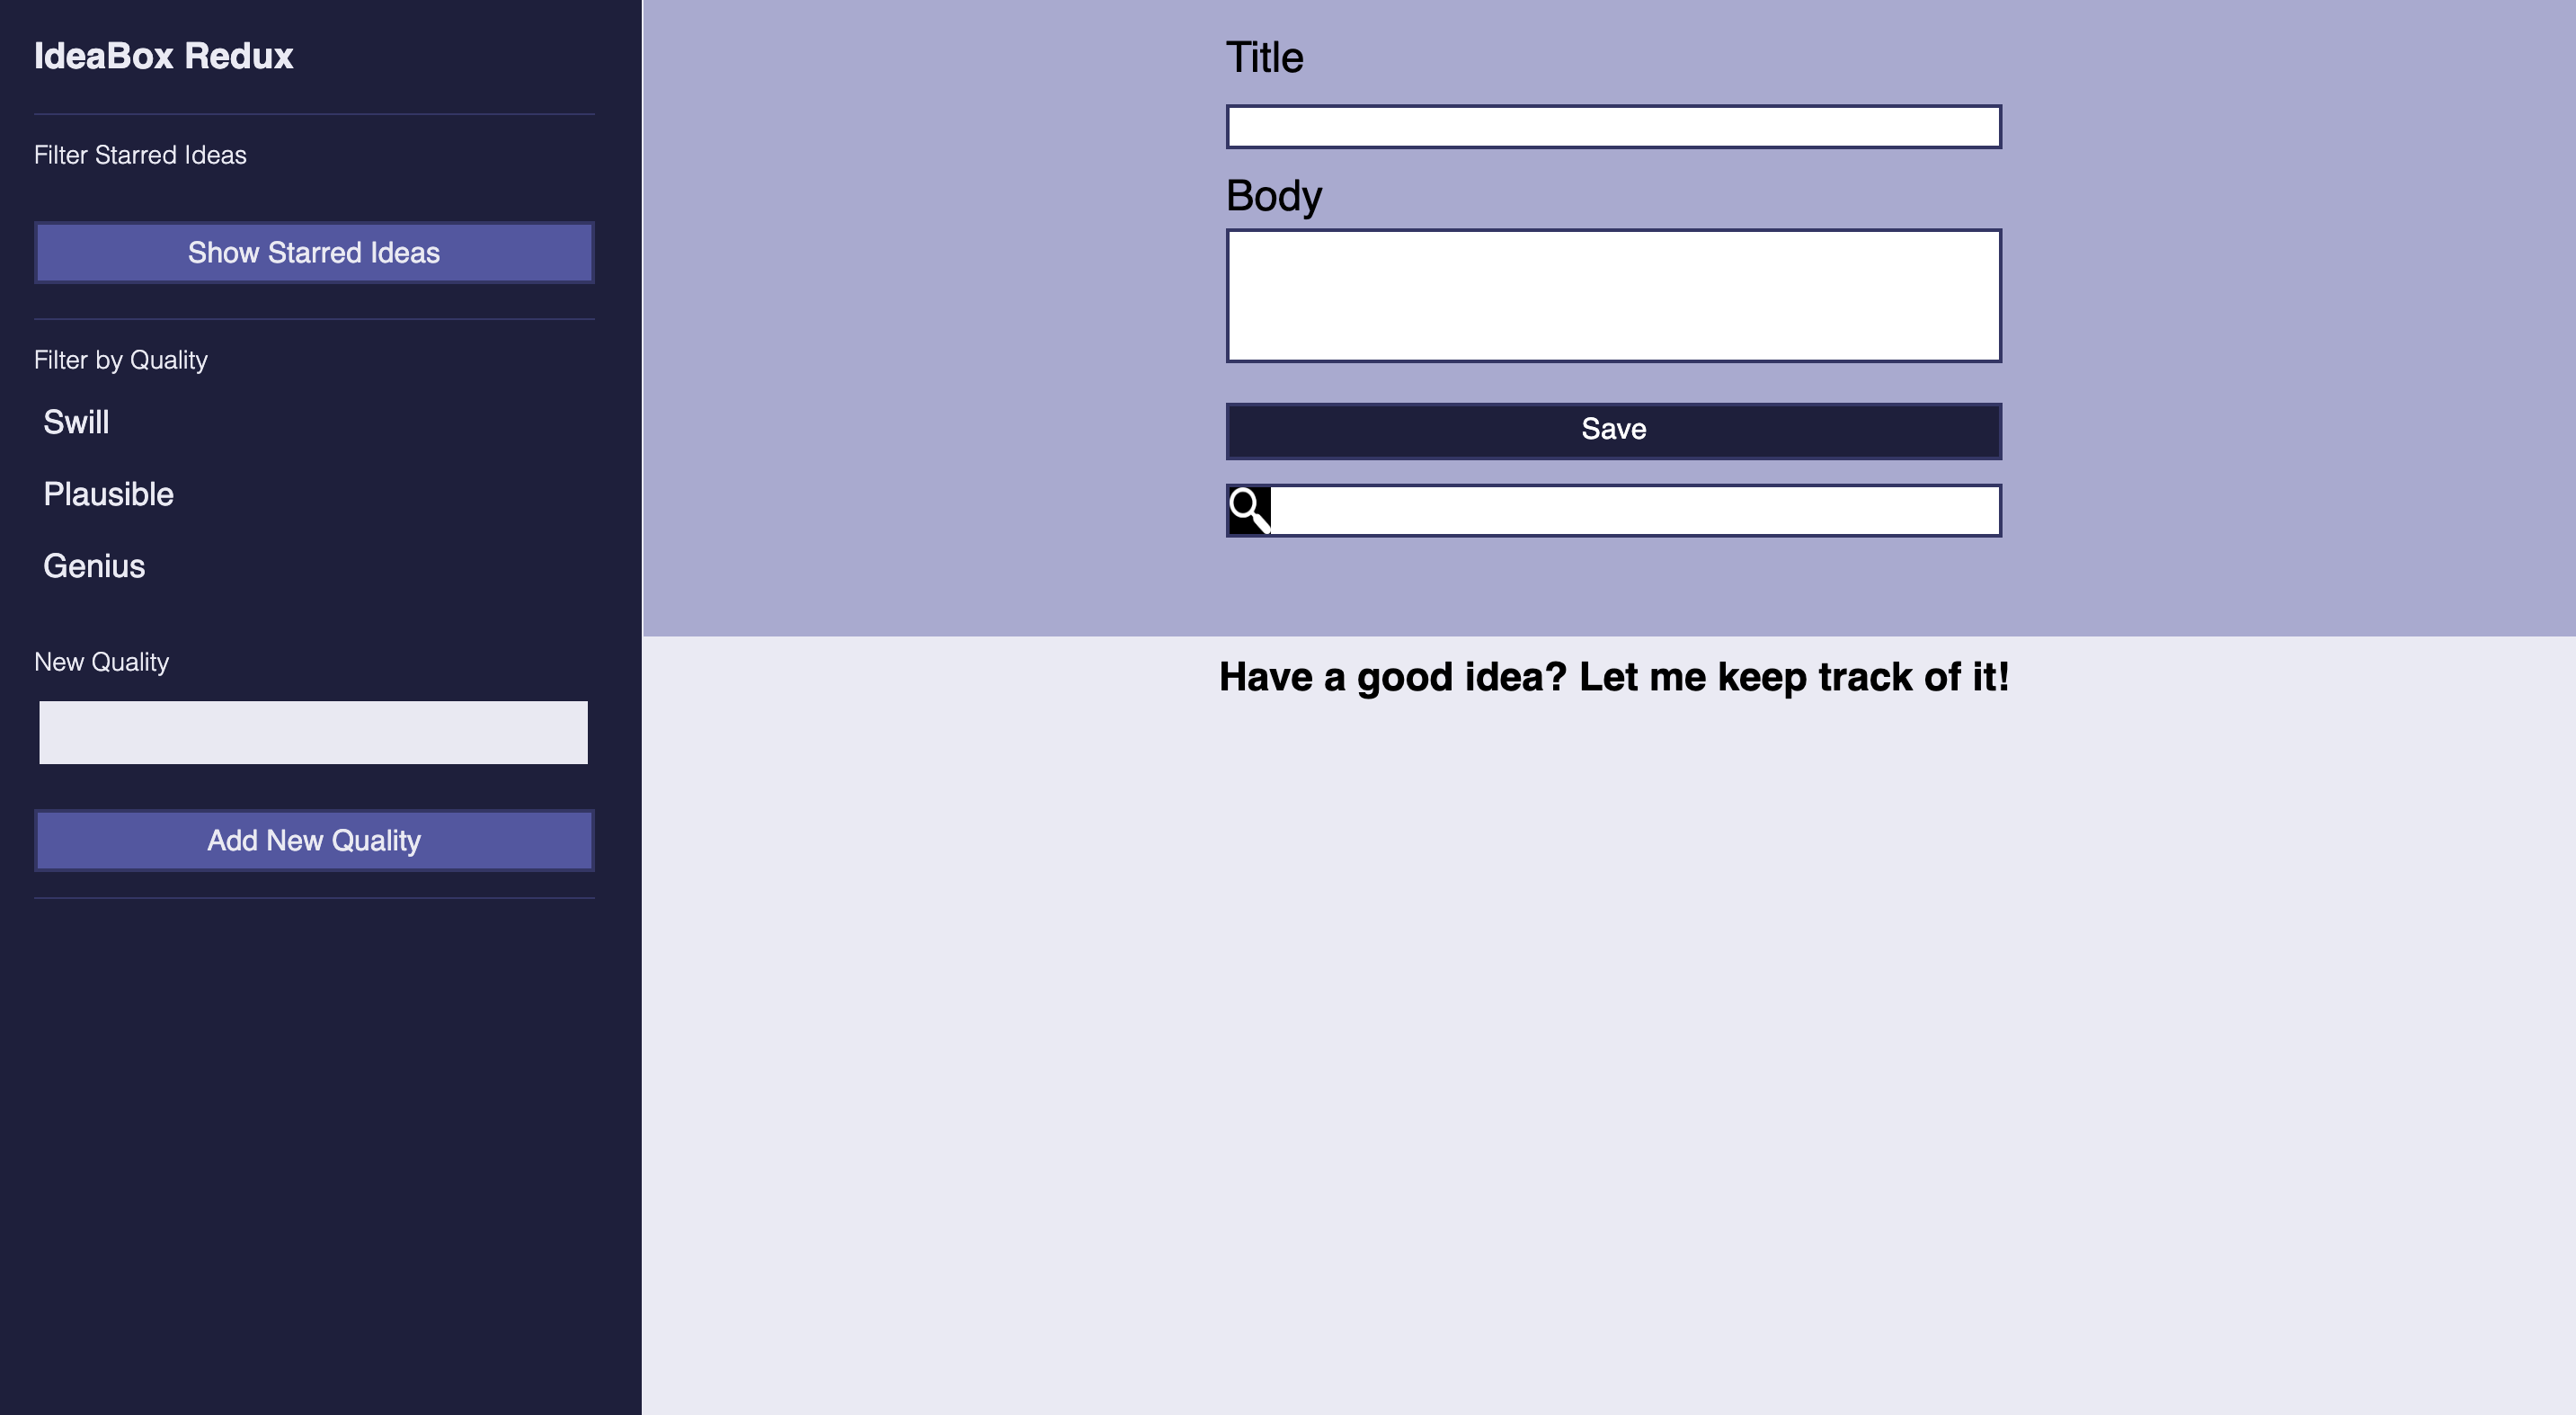 IdeaBox Redux
Filter Starred Ideas
Show Starred Ideas
Filter by Quality
Swill
Plausible
Genius
New Quality
Add New Quality
Title
Body
Save
Have a good idea? Let me keep track of it!